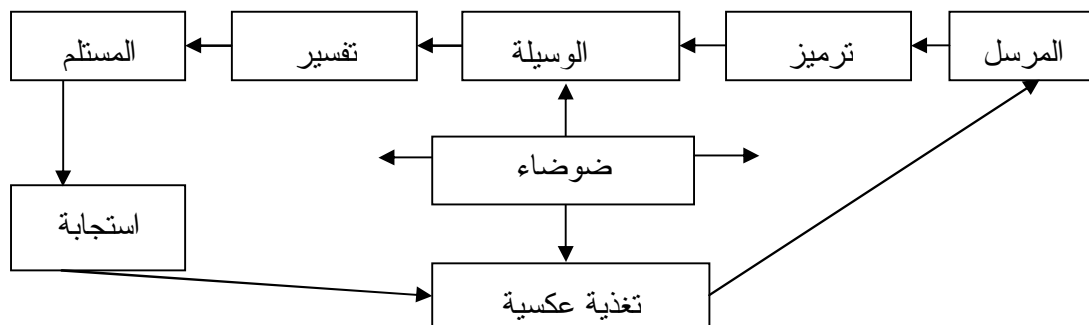 المرسل
ترميز
الوسيلة
تفسير
المستلم
ضوضاء
استجابة
تغذية عكسية